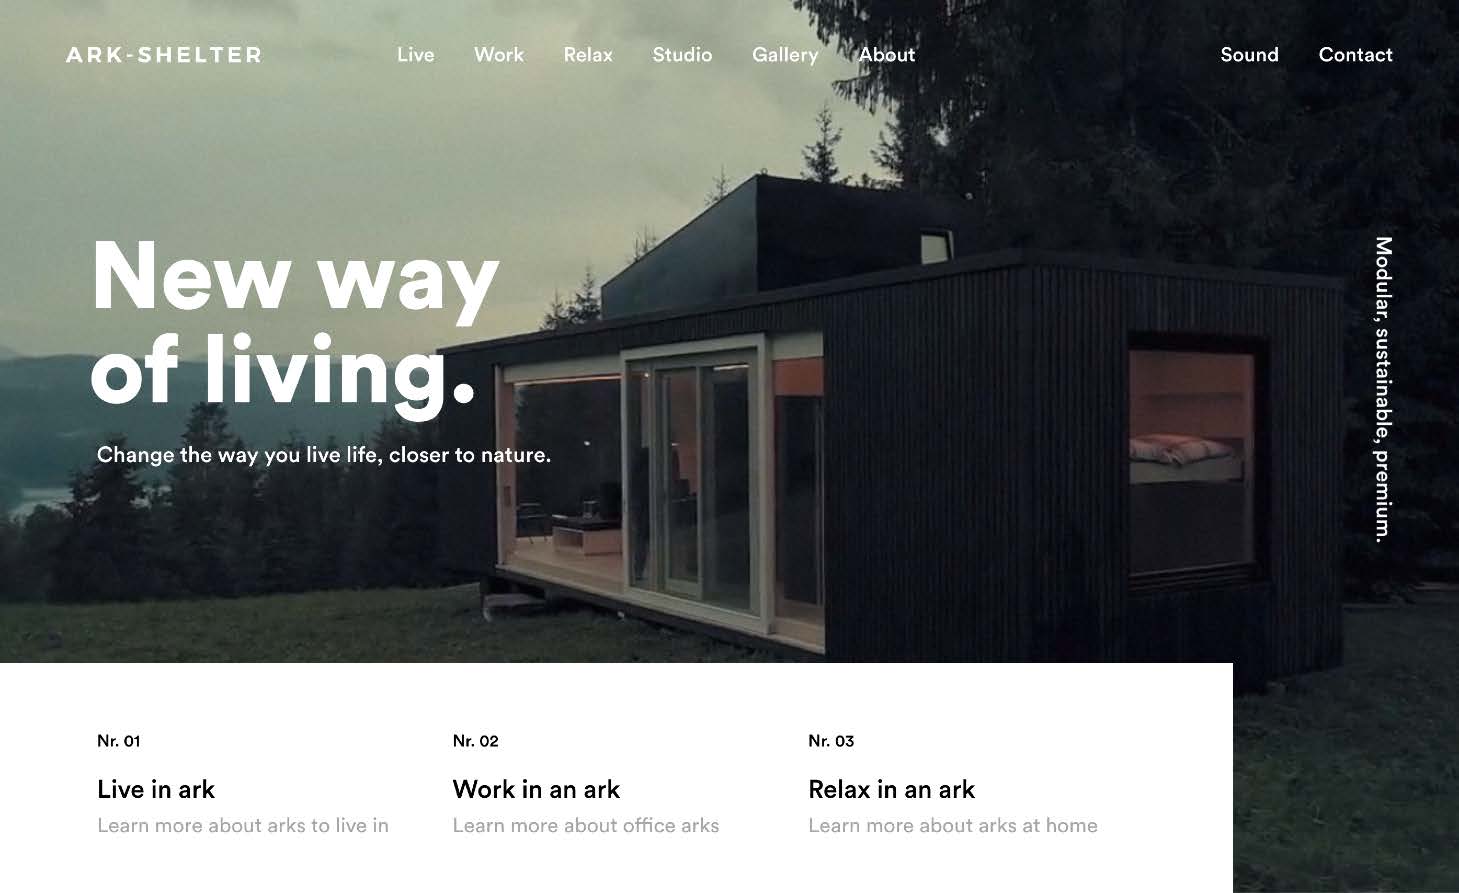 ARK-SHELTER
Live Work Relax Studio Gallery About
Sound Contact
New way
of living.
Change the way you live life, closer to nature.
Modular, sustainable, premium.
Nr. 01
Live in ark
Learn more about arks to live in
Nr. 02
Work in an ark
Learn more about office arks
Nr. 03
Relax in an ark
Learn more about arks at home